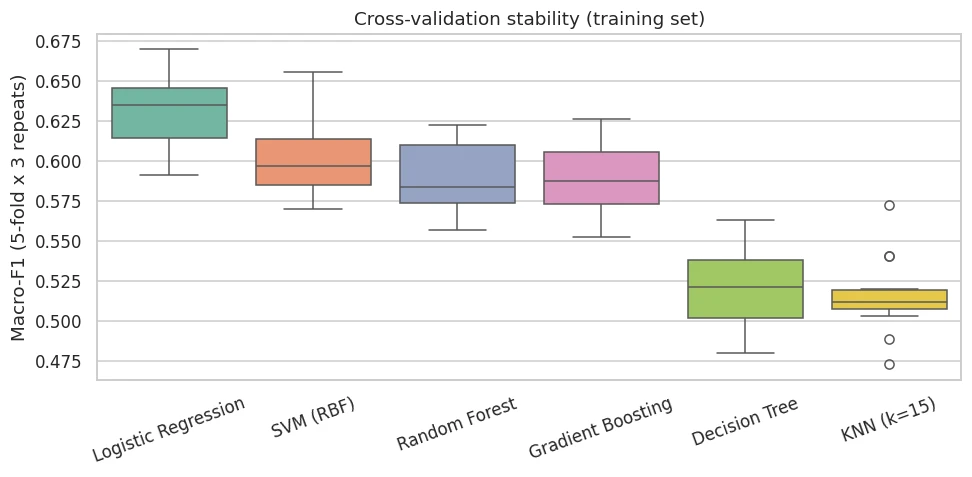 Cross-validation stability (training set)
Macro-F1 (5-fold x 3 repeats)
0.675
0.650
0.625
0.600
0.575
0.550
0.525
0.500
0.475
Logistic Regression
SVM (RBF)
Random Forest
Gradient Boosting
Decision Tree
KNN (k=15)